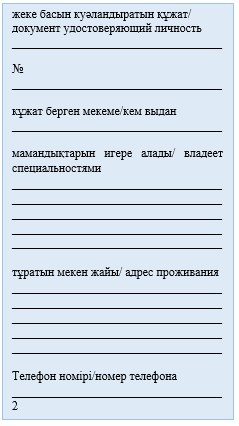 жеке басын куәландыратын құжат/
документ удостоверяющий личность
№
құжат берген мекеме/кем выдан
мамандықтарын игере алады/ владеет
специальностями
тұратын мекен жайы/ адрес проживания
Телефон номірі/номер телефона
2